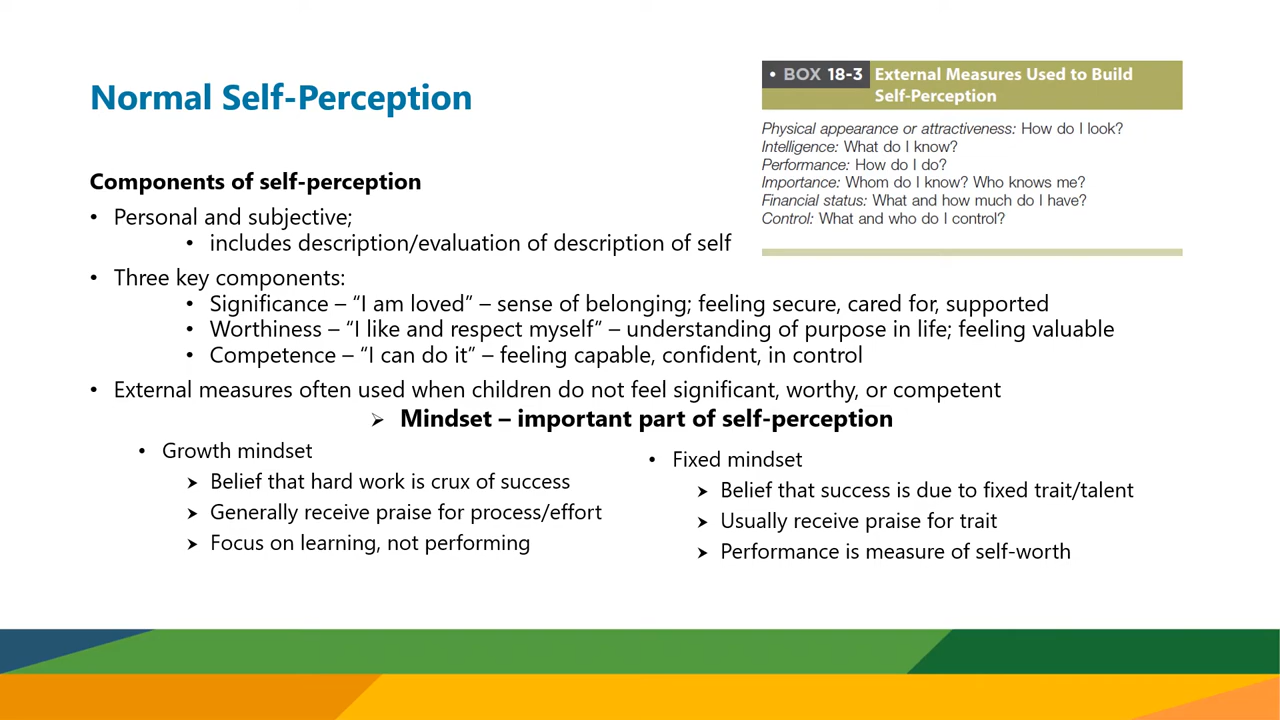 Normal Self-Perception
• BOX 18-3 External Measures Used to Build
Self-Perception
Physical appearance or attractiveness: How do I look?
Intelligence: What do I know?
Performance: How do I do?
Importance: Whom do I know? Who knows me?
Financial status: What and how much do I have?
Control: What and who do I control?
Components of self-perception
• Personal and subjective;
• includes description/evaluation of description of self
• Three key components:
• Significance – “I am loved” – sense of belonging; feeling secure, cared for, supported
• Worthiness – “I like and respect myself” – understanding of purpose in life; feeling valuable
• Competence – “I can do it” – feeling capable, confident, in control
• External measures often used when children do not feel significant, worthy, or competent
➢ Mindset – important part of self-perception
• Growth mindset
➤ Belief that hard work is crux of success
➤ Generally receive praise for process/effort
➤ Focus on learning, not performing
• Fixed mindset
➤ Belief that success is due to fixed trait/talent
➤ Usually receive praise for trait
➤ Performance is measure of self-worth